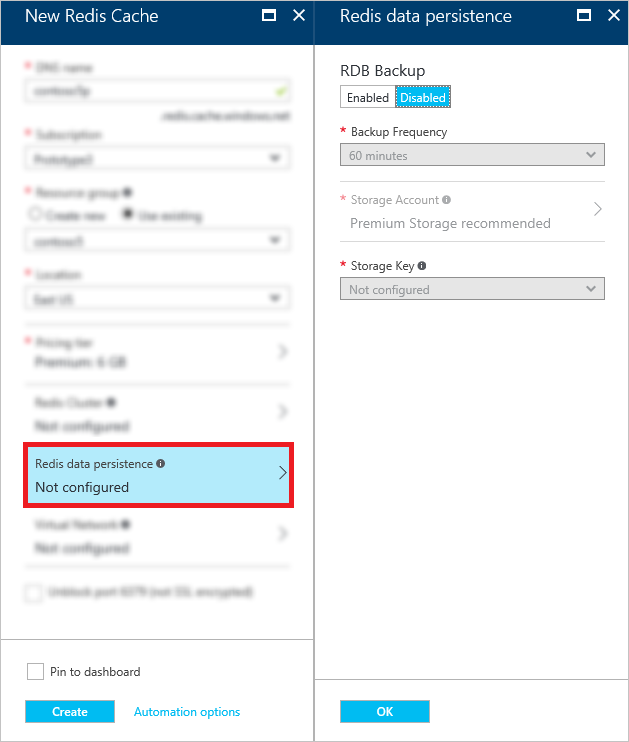 New Redis Cache
* DNS name
contoso5p
.redis.cache.windows.net
* Subscription
Prototype3
* Resource group
Create new Use existing
contoso5
* Location
East US
* Pricing tier
Premium: 6 GB
Redis Cluster
Not configured
Redis data persistence
Not configured
Virtual Network
Not configured
Unblock port 6379 (not SSL encrypted)
Pin to dashboard
Create Automation options
Redis data persistence
RDB Backup
Enabled Disabled
* Backup Frequency
60 minutes
* Storage Account
Premium Storage recommended
* Storage Key
Not configured
OK